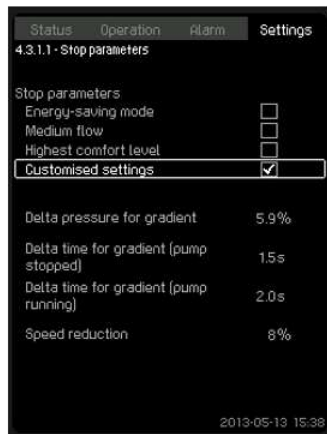 Status Operation Alarm Settings
4.3.1.1 - Stop parameters
Stop parameters
Energy-saving mode
Medium flow
Highest comfort level
Customised settings
Delta pressure for gradient 5.9%
Delta time for gradient (pump
stopped) 1.5s
Delta time for gradient (pump
running) 2.0s
Speed reduction 8%
2013-05-13 15:38